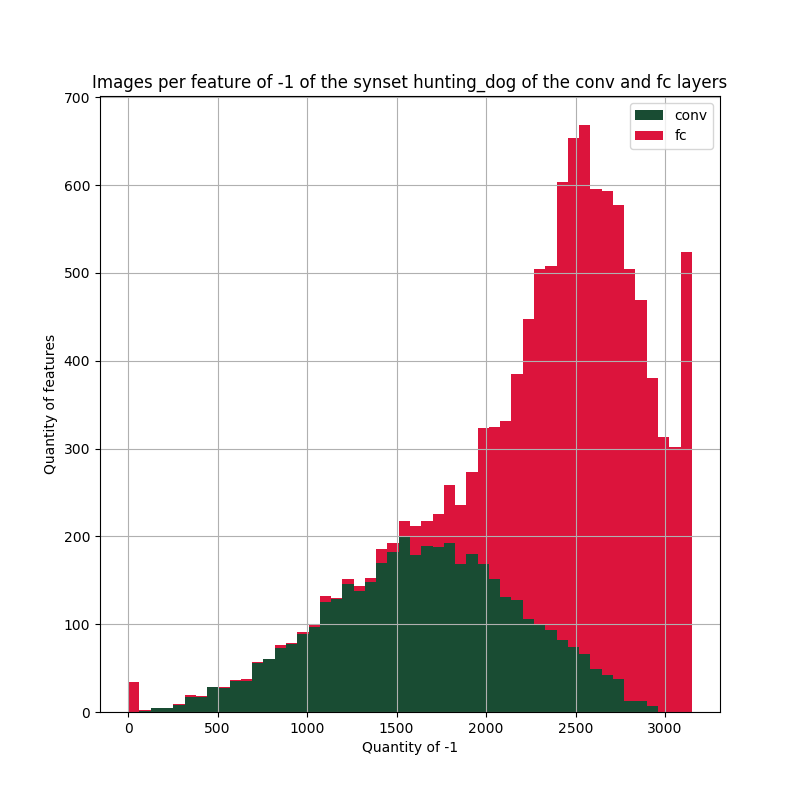 Images per feature of -1 of the synset hunting_dog of the conv and fc layers
conv
fc
700
600
500
400
300
200
100
0
Quantity of features
0 500 1000 1500 2000 2500 3000
Quantity of -1